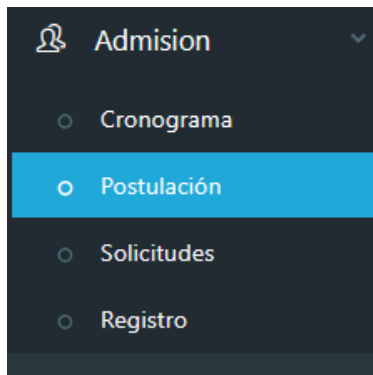 Admision
Cronograma
Postulación
Solicitudes
Registro